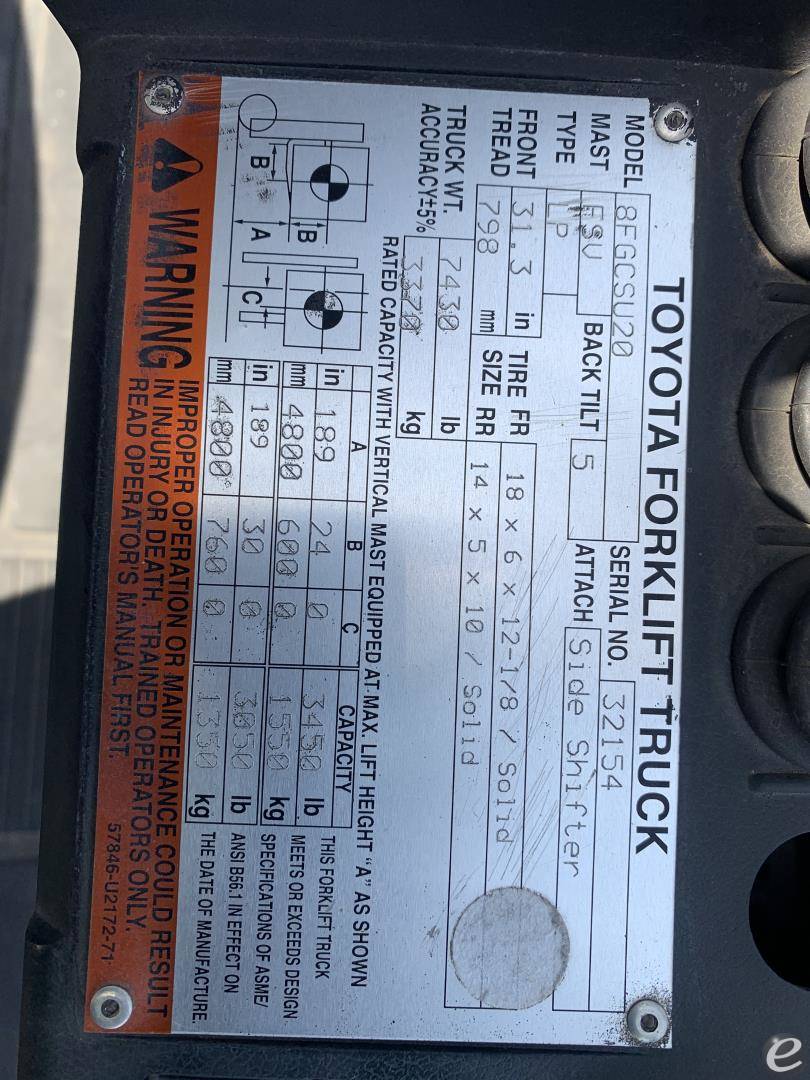 TOYOTA FORKLIFT TRUCK
MODEL 8FGCSU20 SERIAL NO. 32154
MAST FSV BACK TILT 5 ATTACH Side Shifter
TYPE LP
FRONT 31.3 in TIRE FR 18 x 6 x 12-1/8 / Solid
TREAD 798 mm SIZE RR 14 x 5 x 10 / Solid
TRUCK WT. 7430 lb
ACCURACY±5% 3370 kg
RATED CAPACITY WITH VERTICAL MAST EQUIPPED AT MAX. LIFT HEIGHT "A" AS SHOWN
A B C CAPACITY
in 189 24 0 3450 lb
mm 4800 600 0 1550 kg
in 189 30 0 3050 lb
mm 4800 760 0 1350 kg
B B A C
THIS FORKLIFT TRUCK
MEETS OR EXCEEDS DESIGN
SPECIFICATIONS OF ASME/
ANSI B56.1 IN EFFECT ON
THE DATE OF MANUFACTURE.
WARNING
IMPROPER OPERATION OR MAINTENANCE COULD RESULT
IN INJURY OR DEATH. TRAINED OPERATORS ONLY.
READ OPERATOR'S MANUAL FIRST.
57846-U2172-71
e